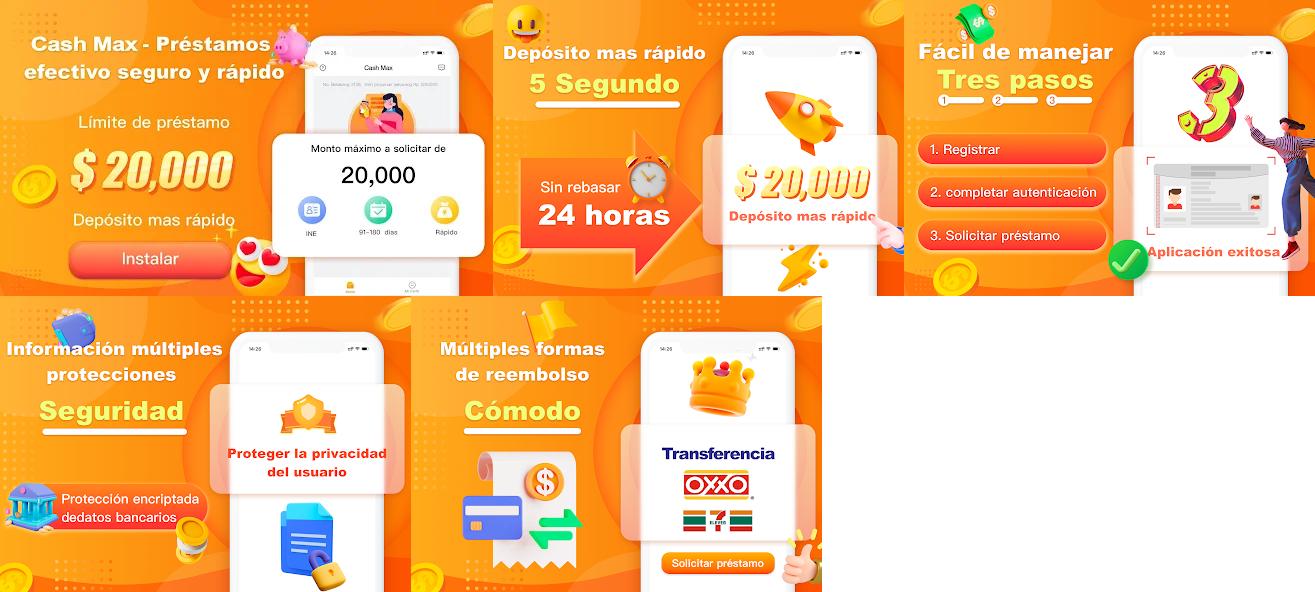 Cash Max - Préstamos
efectivo seguro y rápido
Límite de préstamo
$ 20,000
Depósito mas rápido
Instalar
14:26
Cash Max
Monto máximo a solicitar de
20,000
INE
91-180 dias
Rápido
Depósito mas rápido
5 Segundo
Sin rebasar
24 horas
14:26
$ 20,000
Depósito mas rápido
Fácil de manejar
Tres pasos
1 2 3
1. Registrar
2. completar autenticación
3. Solicitar préstamo
14:26
3
Aplicación exitosa
Información múltiples
protecciones
Seguridad
Protección encriptada
dedatos bancarios
14:26
Proteger la privacidad
del usuario
Múltiples formas
de reembolso
Cómodo
$
14:26
Transferencia
OXXO
7 ELEVEN
Solicitar préstamo